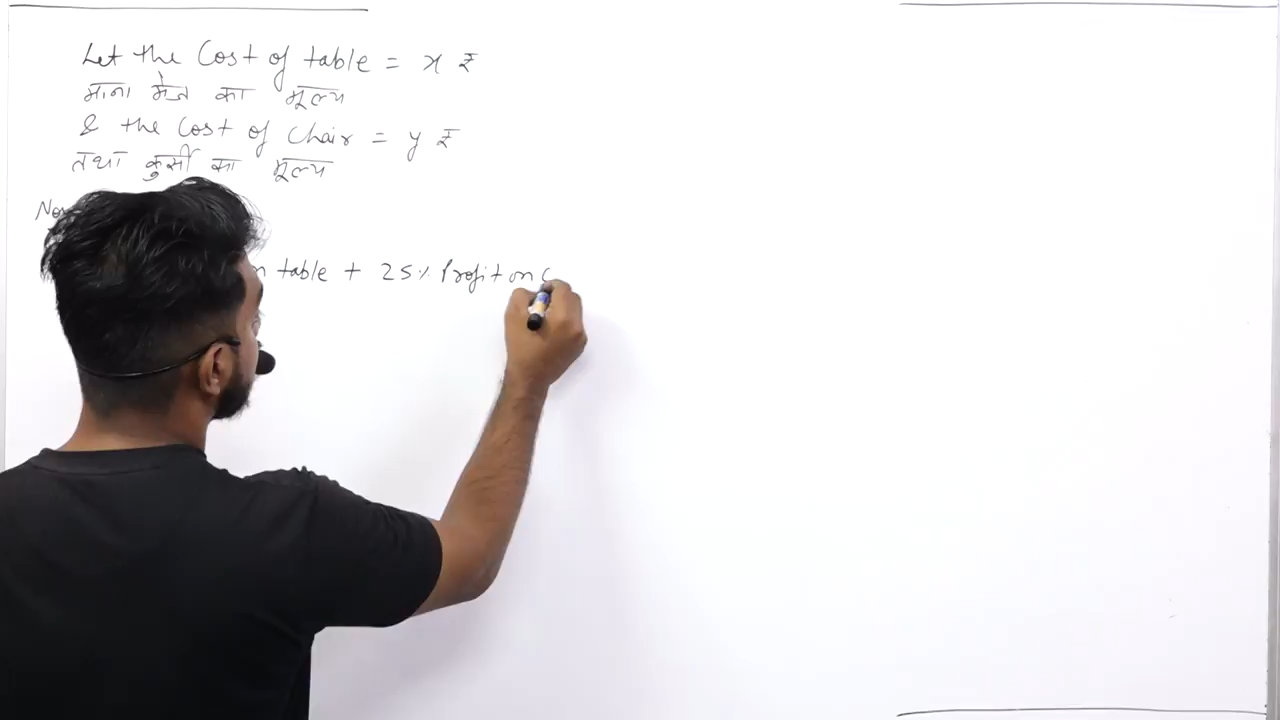 Let the Cost of table = x ₹
माना मेज का मूल्य
& the Cost of Chair = y ₹
तथा कुर्सी का मूल्य
table + 25% Profit on